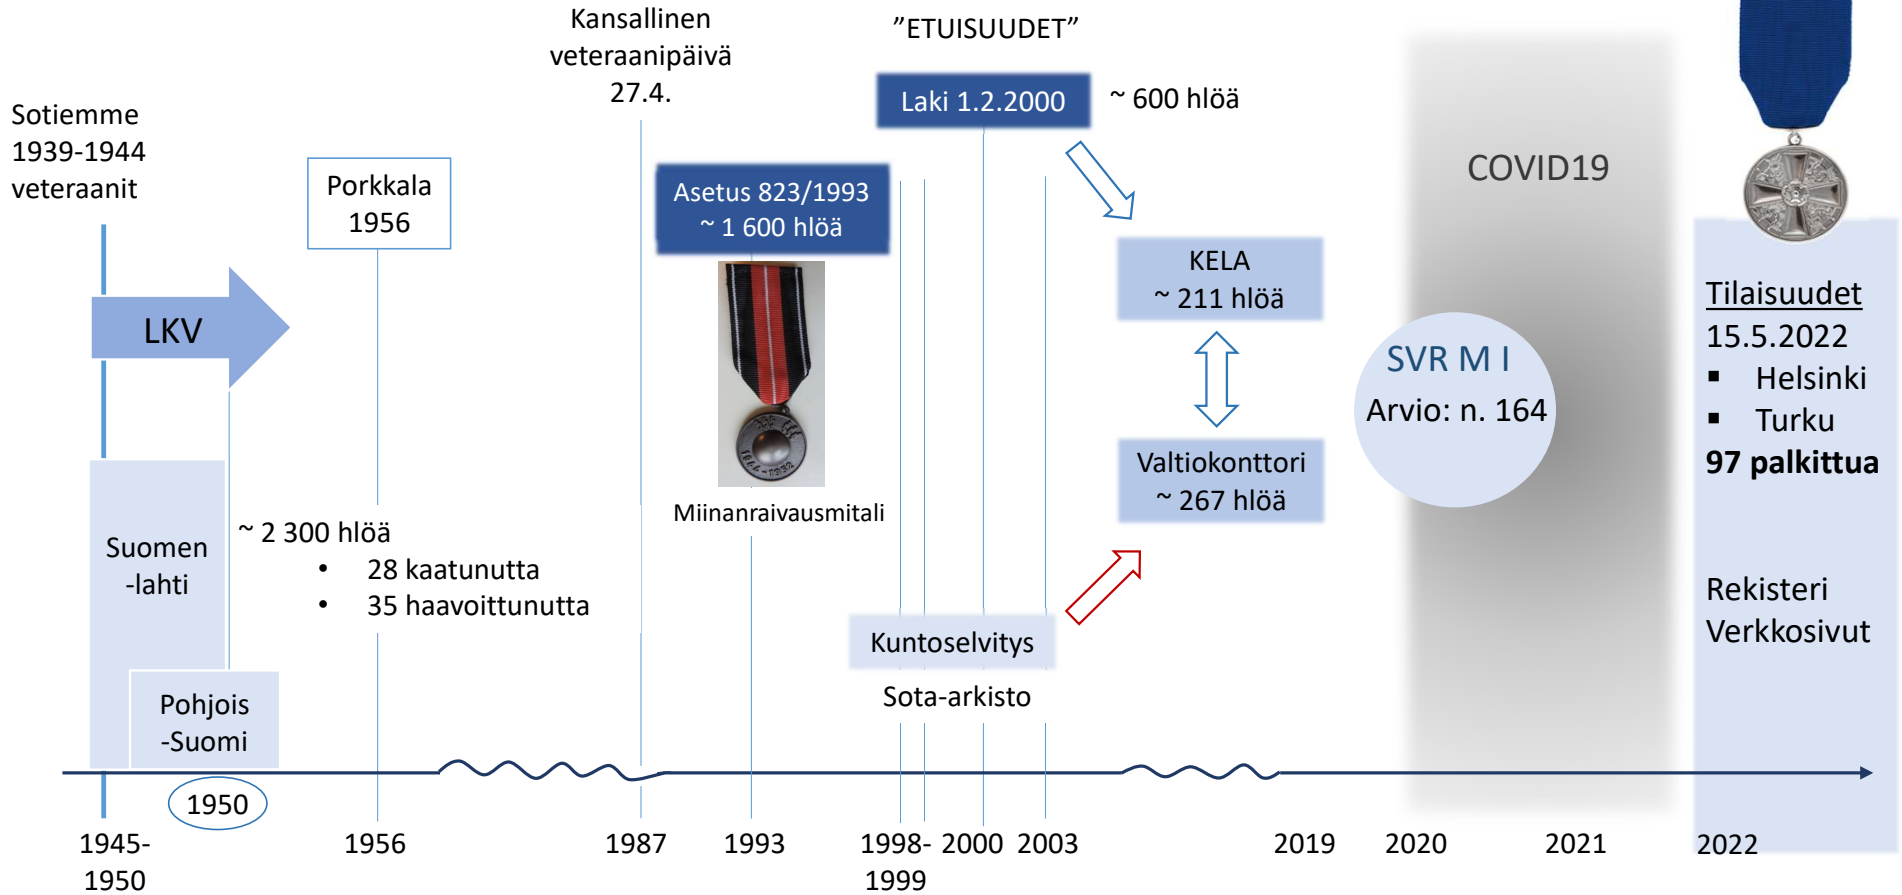 Sotiemme
1939-1944
veteraanit
LKV
Suomen
-lahti
Pohjois
-Suomi
1950
~ 2 300 hlöä
• 28 kaatunutta
• 35 haavoittunutta
Porkkala
1956
Kansallinen
veteraanipäivä
27.4.
Asetus 823/1993
~ 1 600 hlöä
1944-1952
Miinanraivausmitali
”ETUISUUDET”
Laki 1.2.2000
~ 600 hlöä
Kuntoselvitys
Sota-arkisto
KELA
~ 211 hlöä
Valtiokonttori
~ 267 hlöä
COVID19
SVR M I
Arvio: n. 164
Tilaisuudet
15.5.2022
▪ Helsinki
▪ Turku
97 palkittua
Rekisteri
Verkkosivut
1945-
1950
1956
1987
1993
1998-
1999
2000
2003
2019
2020
2021
2022